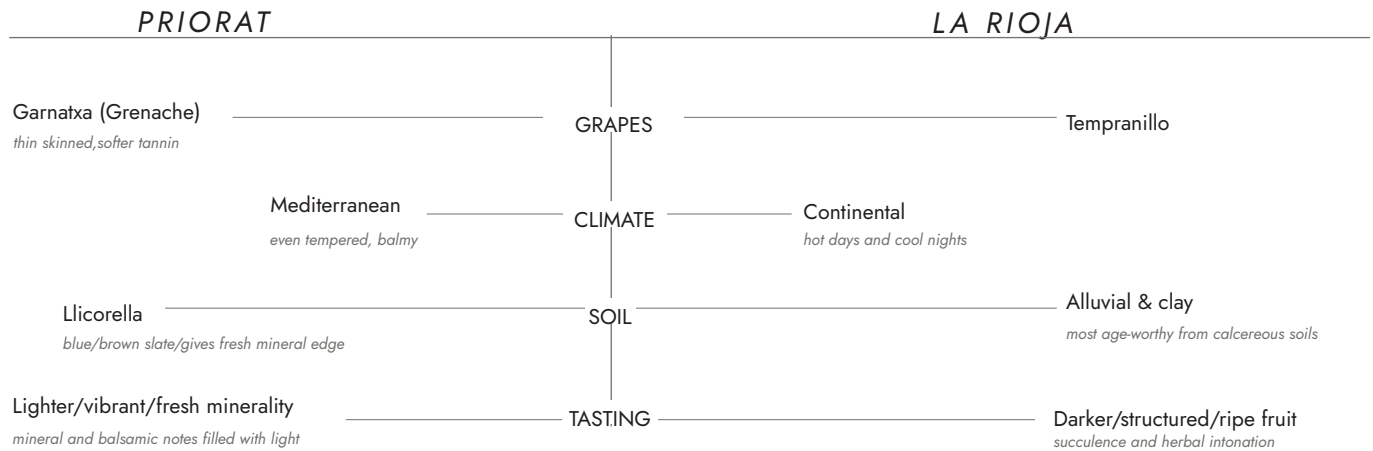 PRIORAT
LA RIOJA
Garnatxa (Grenache)
thin skinned,softer tannin
GRAPES
Tempranillo
Mediterranean
even tempered, balmy
CLIMATE
Continental
hot days and cool nights
Llicorella
blue/brown slate/gives fresh mineral edge
SOIL
Alluvial & clay
most age-worthy from calcereous soils
Lighter/vibrant/fresh minerality
mineral and balsamic notes filled with light
TASTING
Darker/structured/ripe fruit
succulence and herbal intonation